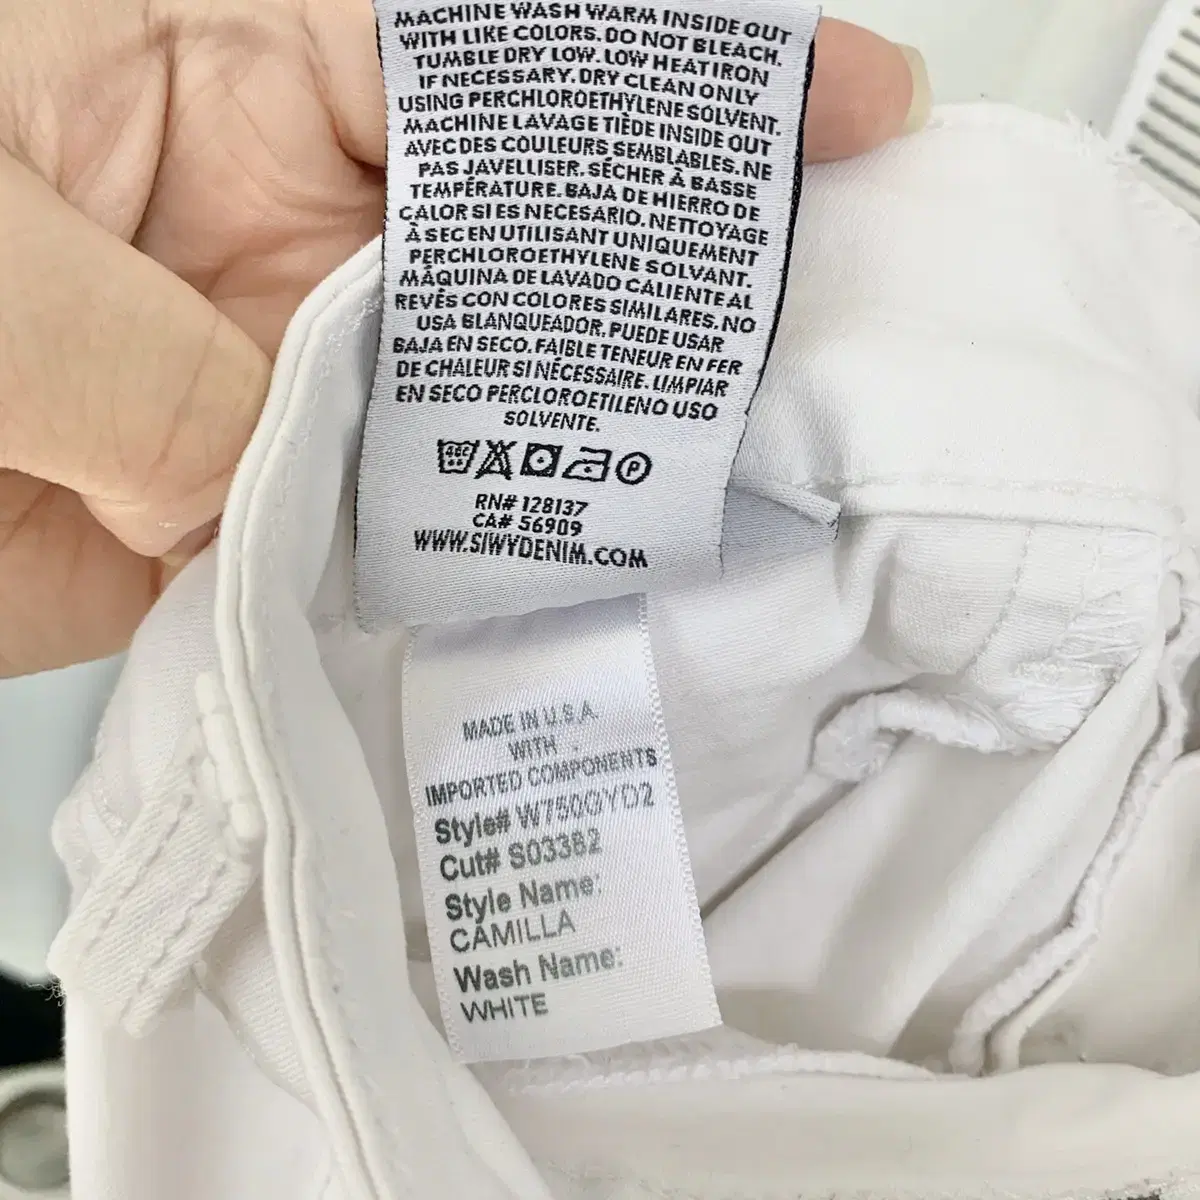 MACHINE WASH WARM INSIDE OUT
WITH LIKE COLORS. DO NOT BLEACH.
TUMBLE DRY LOW. LOW HEAT IRON
IF NECESSARY. DRY CLEAN ONLY
USING PERCHLOROETHYLENE SOLVENT.
MACHINE LAVAGE TIÈDE INSIDE OUT
AVEC DES COULEURS SEMBLABLES. NE
PAS JAVELLISER. SÉCHER À BASSE
TEMPÉRATURE. BAJA DE HIERRO DE
CALOR SI ES NECESARIO. NETTOYAGE
À SEC EN UTILISANT UNIQUEMENT
PERCHLOROETHYLENE SOLVANT.
MÁQUINA DE LAVADO CALIENTE AL
REVÉS CON COLORES SIMILARES. NO
USA BLANQUEADOR. PUEDE USAR
BAJA EN SECO. FAIBLE TENEUR EN FER
DE CHALEUR SI NÉCESSAIRE. LIMPIAR
EN SECO PERCLOROETILENO USO
SOLVENTE.
40C P
RN# 128137
CA# 56909
WWW.SIWYDENIM.COM
MADE IN U.S.A.
WITH
IMPORTED COMPONENTS
Style# W750GYD2
Cut# S03382
Style Name:
CAMILLA
Wash Name:
WHITE